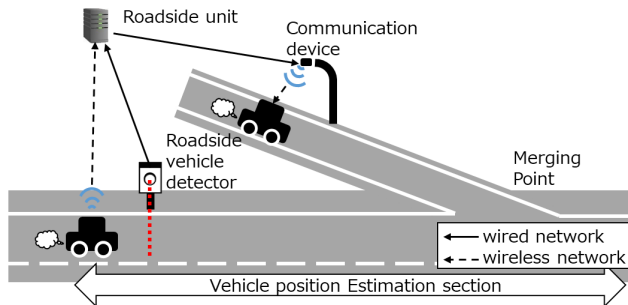 Roadside unit
Communication
device
Roadside
vehicle
detector
Merging
Point
wired network
wireless network
Vehicle position Estimation section